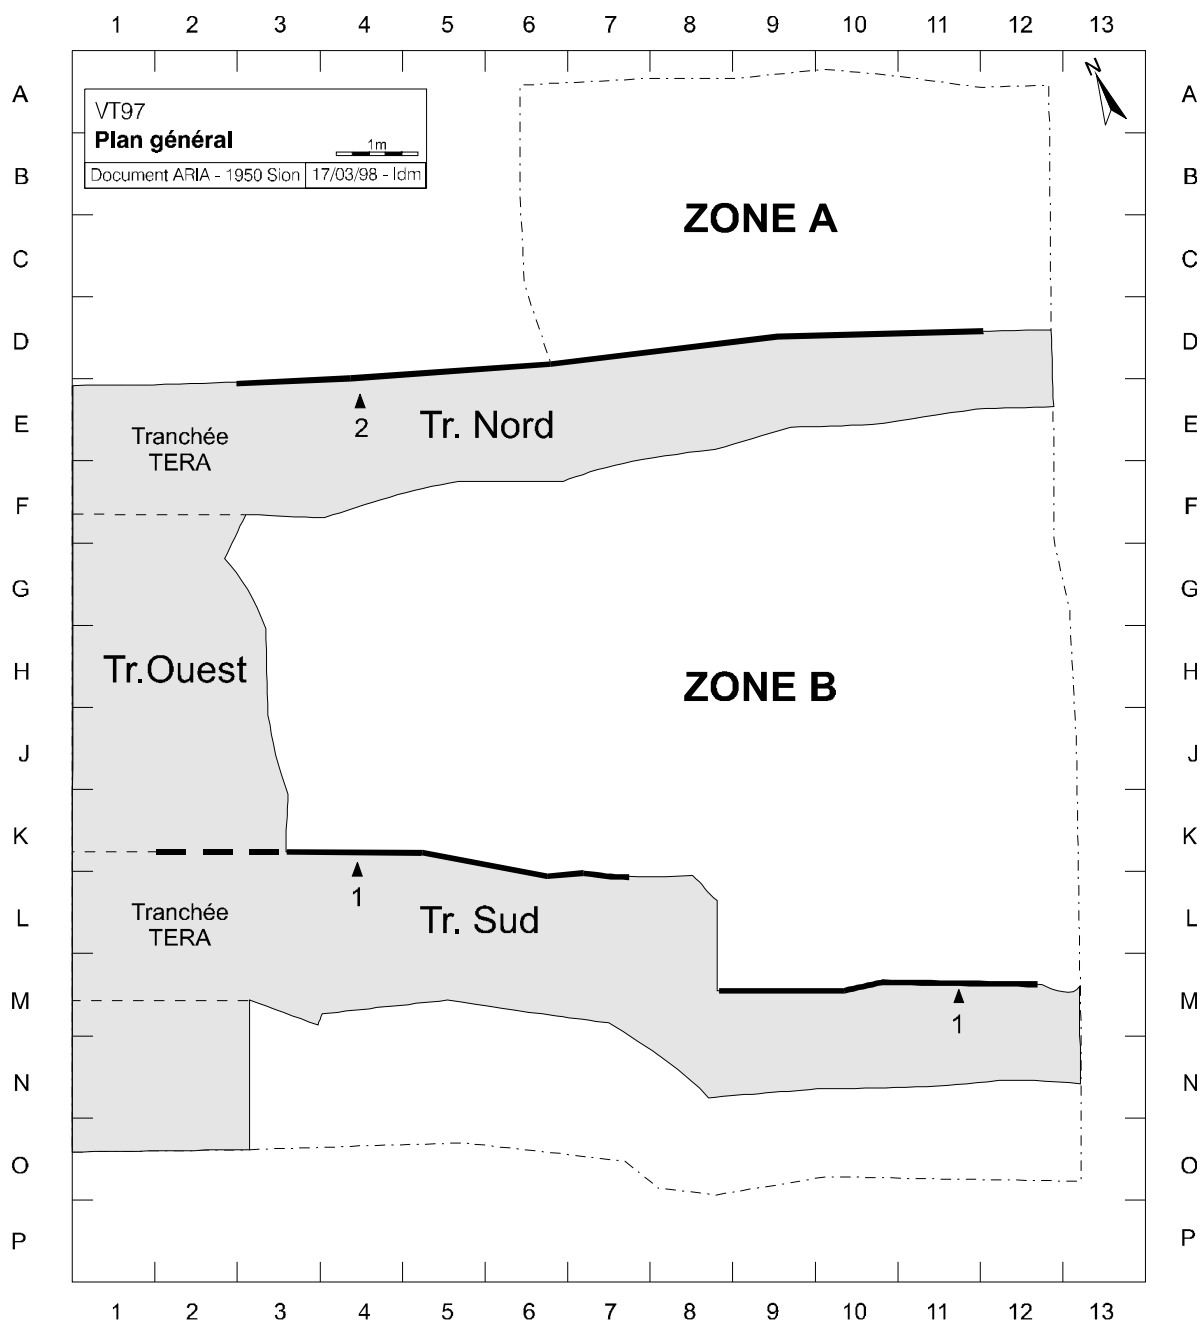 1 2 3 4 5 6 7 8 9 10 11 12 13
N
A A
VT97
Plan général
1m
Document ARIA - 1950 Sion 17/03/98 - ldm
B B
ZONE A
C C
D D
E E
2
Tr. Nord
Tranchée
TERA
F F
G G
H H
Tr.Ouest
ZONE B
J J
K K
1
L L
Tranchée
TERA
Tr. Sud
M M
1
N N
O O
P P
1 2 3 4 5 6 7 8 9 10 11 12 13